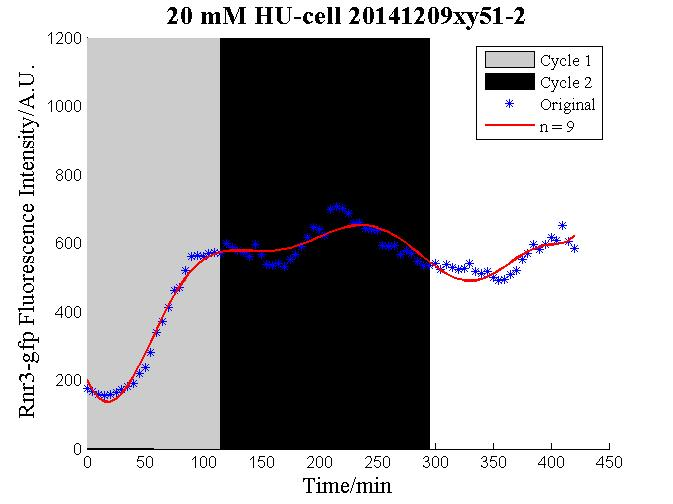 20 mM HU-cell 20141209xy51-2
Rnr3-gfp Fluorescence Intensity/A.U.
1200
1000
800
600
400
200
0
Cycle 1
Cycle 2
Original
n = 9
0 50 100 150 200 250 300 350 400 450
Time/min